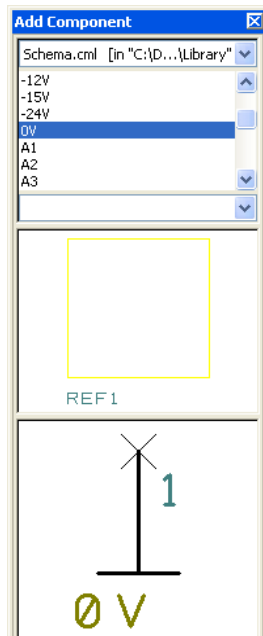 Add Component
Schema.cml [in "C:\D...\Library"
-12V
-15V
-24V
0V
A1
A2
A3
REF1
1
0 V